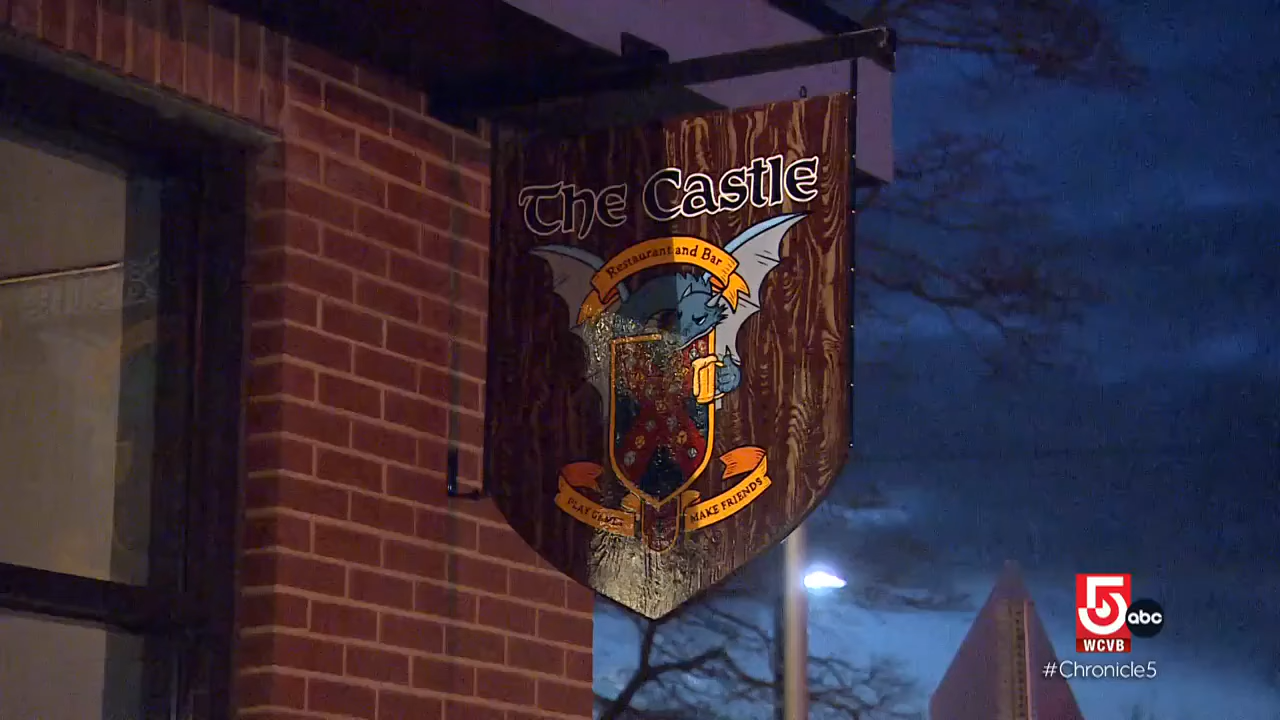 The Castle
Restaurant and Bar
PLAY GAMES
MAKE FRIENDS
5
abc
WCVB
#Chronicle5